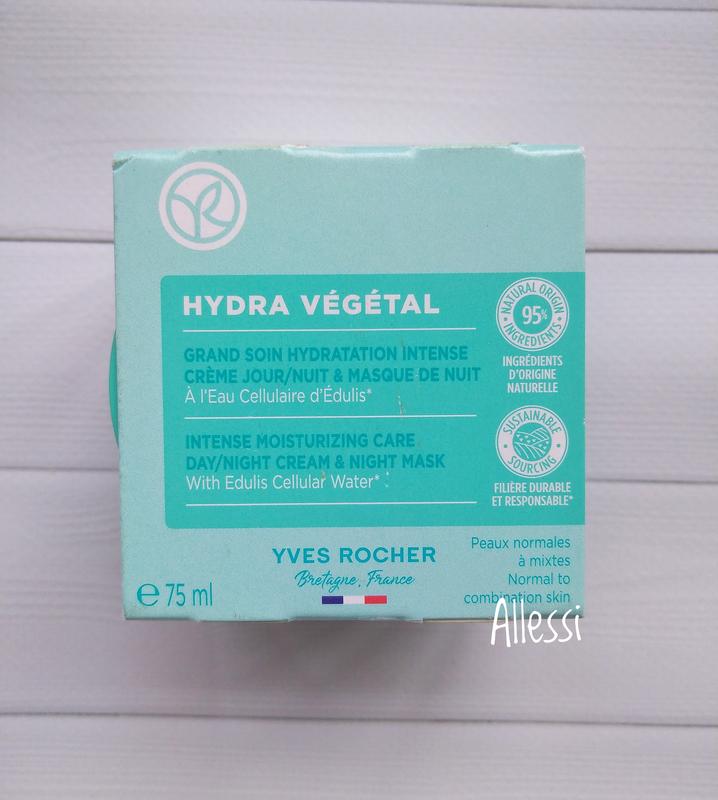 HYDRA VÉGÉTAL
GRAND SOIN HYDRATATION INTENSE
CRÈME JOUR/NUIT & MASQUE DE NUIT
À l'Eau Cellulaire d'Édulis*
INTENSE MOISTURIZING CARE
DAY/NIGHT CREAM & NIGHT MASK
With Edulis Cellular Water*
NATURAL ORIGIN
95%
INGREDIENTS
INGRÉDIENTS
D'ORIGINE
NATURELLE
SUSTAINABLE
SOURCING
FILIÈRE DURABLE
ET RESPONSABLE*
YVES ROCHER
Bretagne, France
℮ 75 ml
Peaux normales
à mixtes
Normal to
combination skin
Allessi